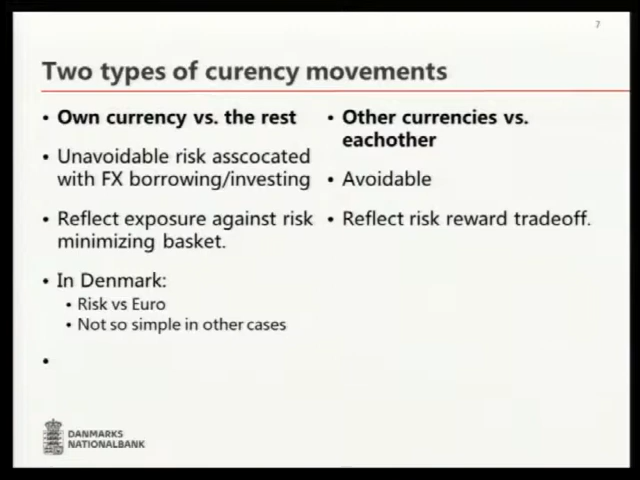 7
Two types of curency movements
• Own currency vs. the rest
• Unavoidable risk asscocated
with FX borrowing/investing
• Reflect exposure against risk
minimizing basket.
• In Denmark:
• Risk vs Euro
• Not so simple in other cases
•
• Other currencies vs.
eachother
• Avoidable
• Reflect risk reward tradeoff.
DANMARKS
NATIONALBANK